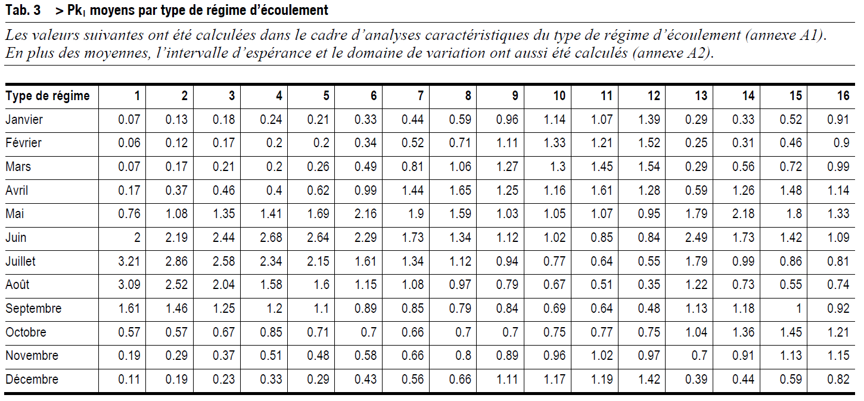 Tab. 3 > Pk₁ moyens par type de régime d'écoulement
Les valeurs suivantes ont été calculées dans le cadre d'analyses caractéristiques du type de régime d'écoulement (annexe A1).
En plus des moyennes, l'intervalle d'espérance et le domaine de variation ont aussi été calculés (annexe A2).
Type de régime 1 2 3 4 5 6 7 8 9 10 11 12 13 14 15 16
Janvier 0.07 0.13 0.18 0.24 0.21 0.33 0.44 0.59 0.96 1.14 1.07 1.39 0.29 0.33 0.52 0.91
Février 0.06 0.12 0.17 0.2 0.2 0.34 0.52 0.71 1.11 1.33 1.21 1.52 0.25 0.31 0.46 0.9
Mars 0.07 0.17 0.21 0.2 0.26 0.49 0.81 1.06 1.27 1.3 1.45 1.54 0.29 0.56 0.72 0.99
Avril 0.17 0.37 0.46 0.4 0.62 0.99 1.44 1.65 1.25 1.16 1.61 1.28 0.59 1.26 1.48 1.14
Mai 0.76 1.08 1.35 1.41 1.69 2.16 1.9 1.59 1.03 1.05 1.07 0.95 1.79 2.18 1.8 1.33
Juin 2 2.19 2.44 2.68 2.64 2.29 1.73 1.34 1.12 1.02 0.85 0.84 2.49 1.73 1.42 1.09
Juillet 3.21 2.86 2.58 2.34 2.15 1.61 1.34 1.12 0.94 0.77 0.64 0.55 1.79 0.99 0.86 0.81
Août 3.09 2.52 2.04 1.58 1.6 1.15 1.08 0.97 0.79 0.67 0.51 0.35 1.22 0.73 0.55 0.74
Septembre 1.61 1.46 1.25 1.2 1.1 0.89 0.85 0.79 0.84 0.69 0.64 0.48 1.13 1.18 1 0.92
Octobre 0.57 0.57 0.67 0.85 0.71 0.7 0.66 0.7 0.7 0.75 0.77 0.75 1.04 1.36 1.45 1.21
Novembre 0.19 0.29 0.37 0.51 0.48 0.58 0.66 0.8 0.89 0.96 1.02 0.97 0.7 0.91 1.13 1.15
Décembre 0.11 0.19 0.23 0.33 0.29 0.43 0.56 0.66 1.11 1.17 1.19 1.42 0.39 0.44 0.59 0.82